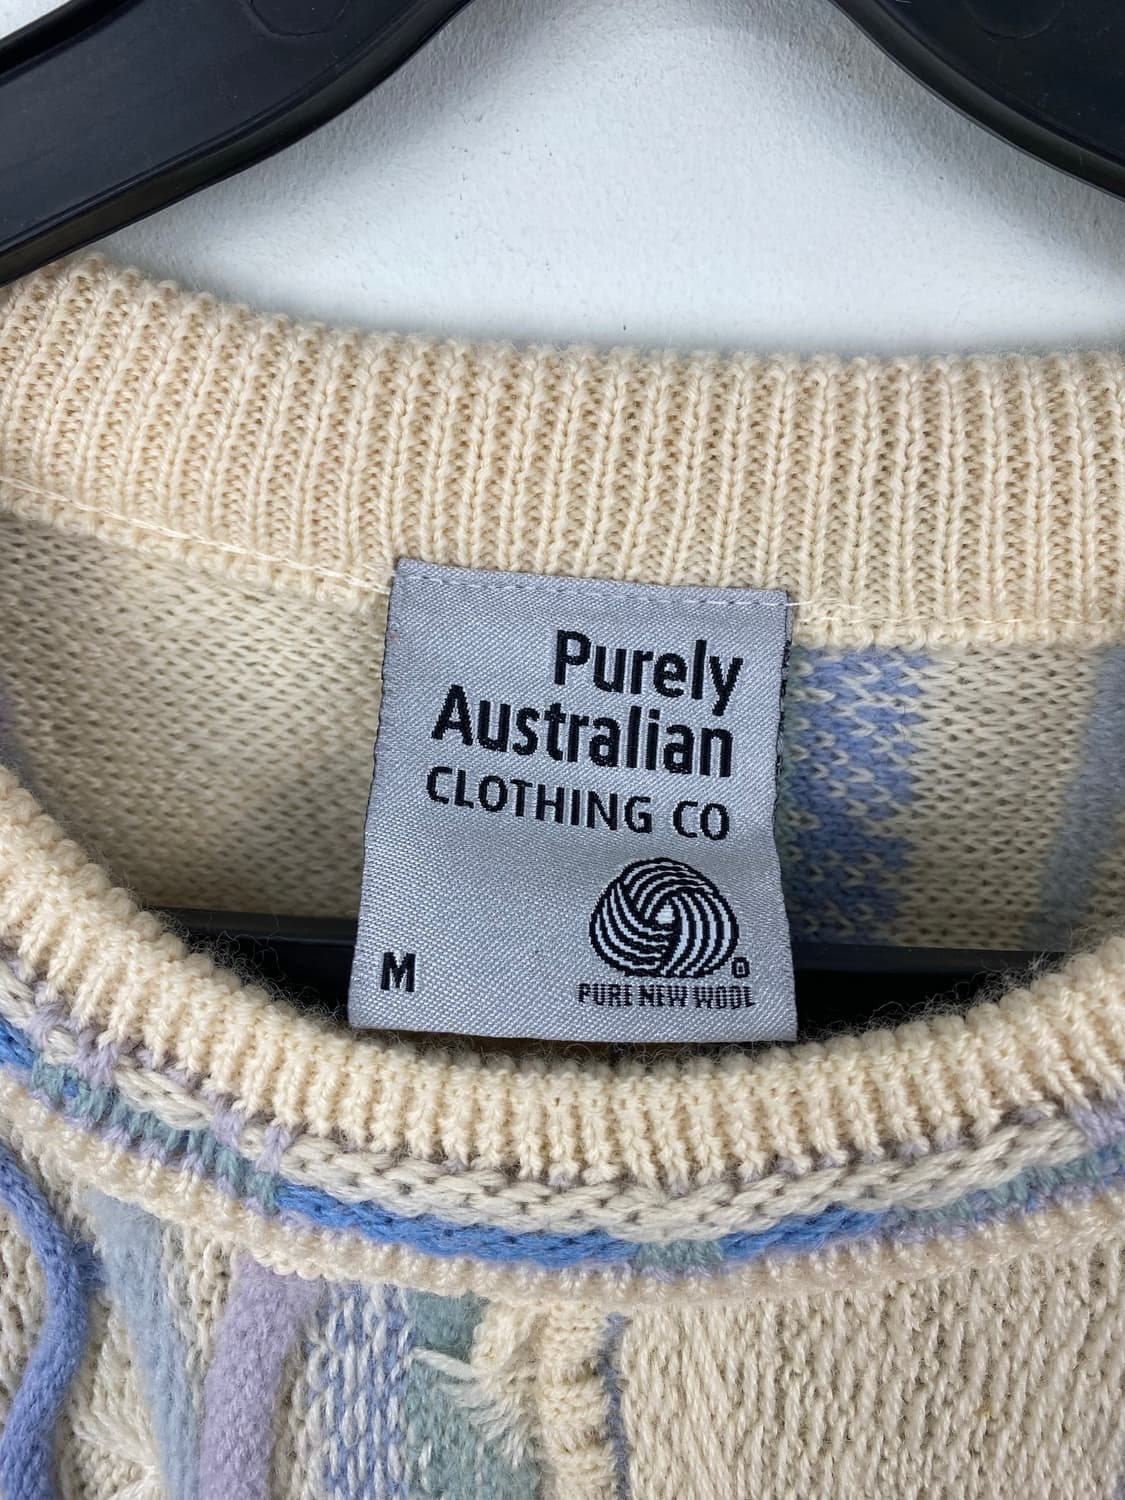 Purely
Australian
CLOTHING CO
M
PURE NEW WOOL